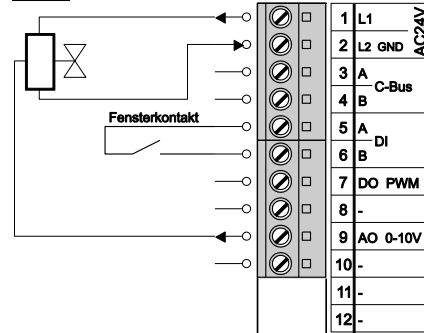 1 L1
AC24V
2 L2 GND
3 A
C-Bus
4 B
Fensterkontakt
5 A
DI
6 B
7 DO PWM
8 -
9 AO 0-10V
10 -
11 -
12 -